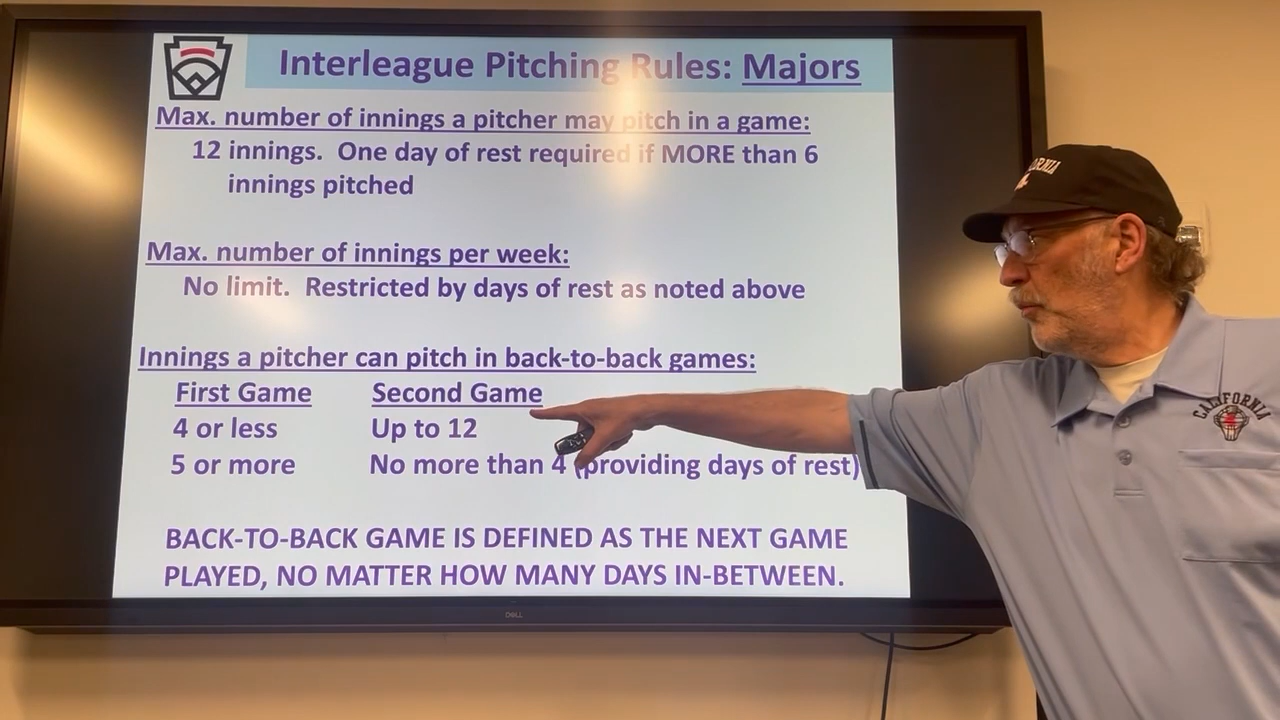 Interleague Pitching Rules: Majors
Max. number of innings a pitcher may pitch in a game:
12 innings. One day of rest required if MORE than 6
innings pitched
Max. number of innings per week:
No limit. Restricted by days of rest as noted above
Innings a pitcher can pitch in back-to-back games:
First Game Second Game
4 or less Up to 12
5 or more No more than 4 (providing days of rest)
BACK-TO-BACK GAME IS DEFINED AS THE NEXT GAME
PLAYED, NO MATTER HOW MANY DAYS IN-BETWEEN.
DELL
CALIFORNIA